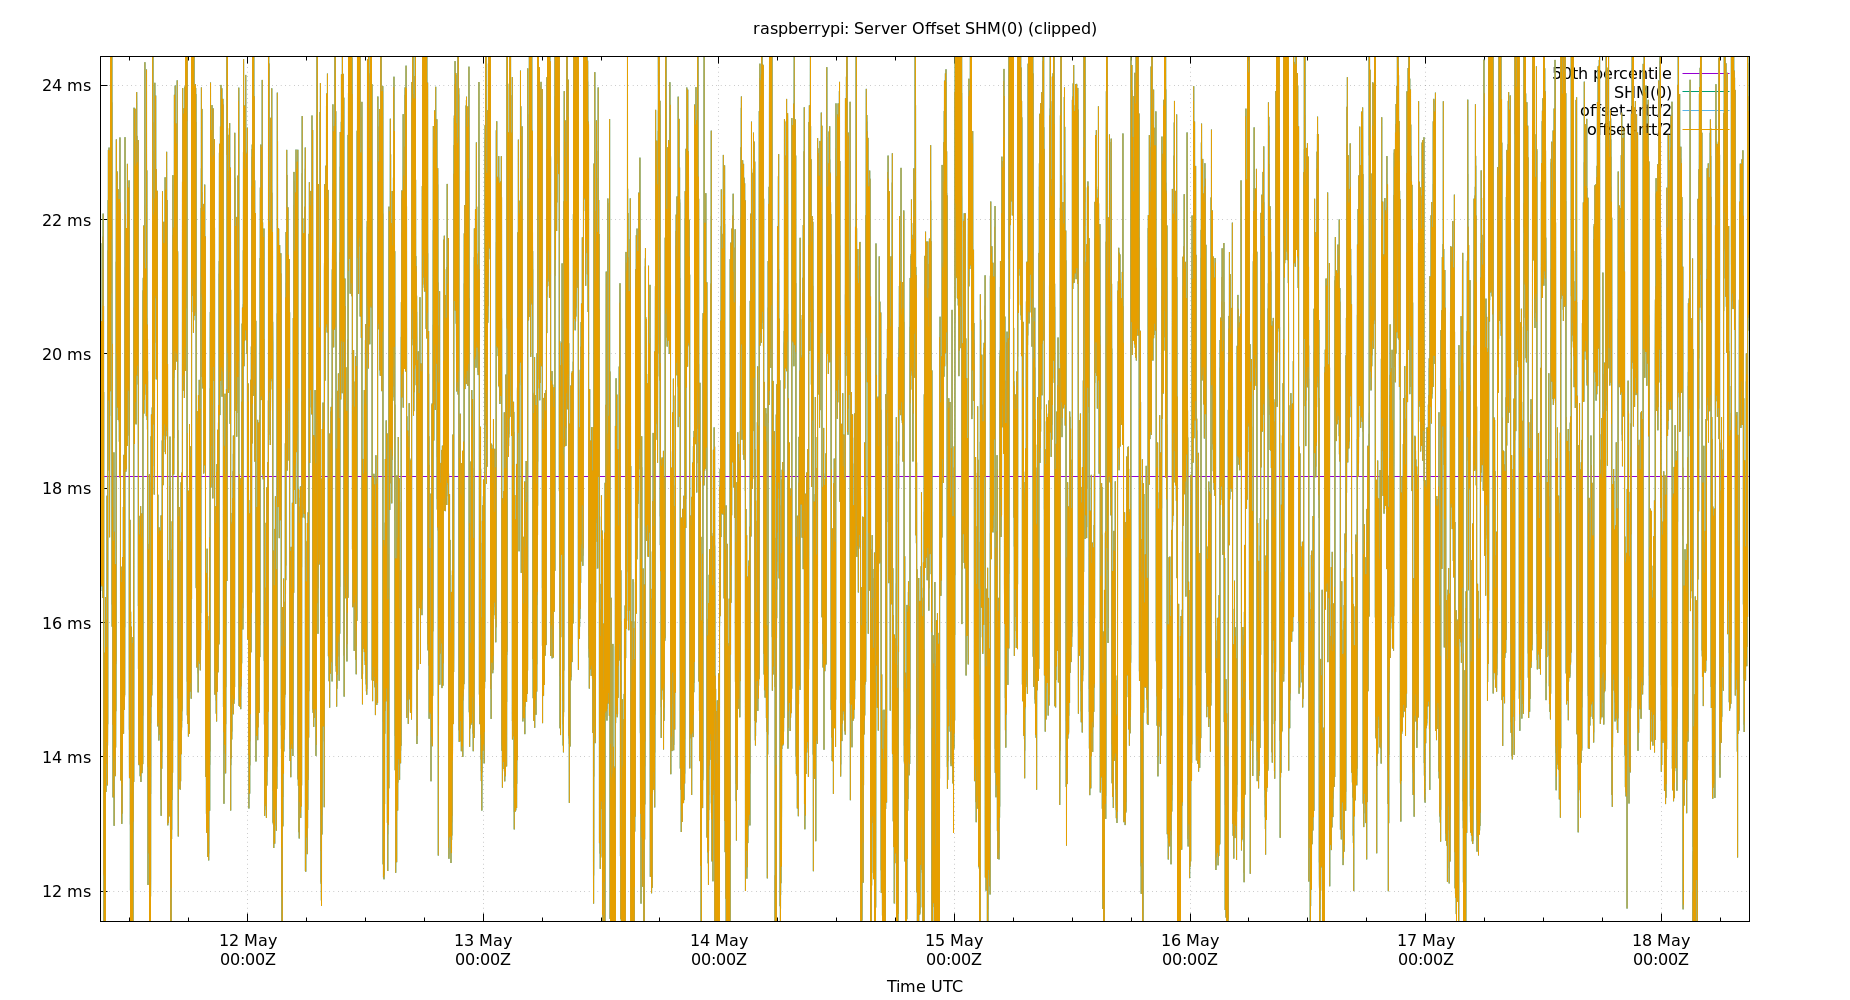 raspberrypi: Server Offset SHM(0) (clipped)
24 ms
22 ms
20 ms
18 ms
16 ms
14 ms
12 ms
50th percentile
SHM(0)
offset+rtt/2
offset-rtt/2
12 May
00:00Z
13 May
00:00Z
14 May
00:00Z
15 May
00:00Z
16 May
00:00Z
17 May
00:00Z
18 May
00:00Z
Time UTC